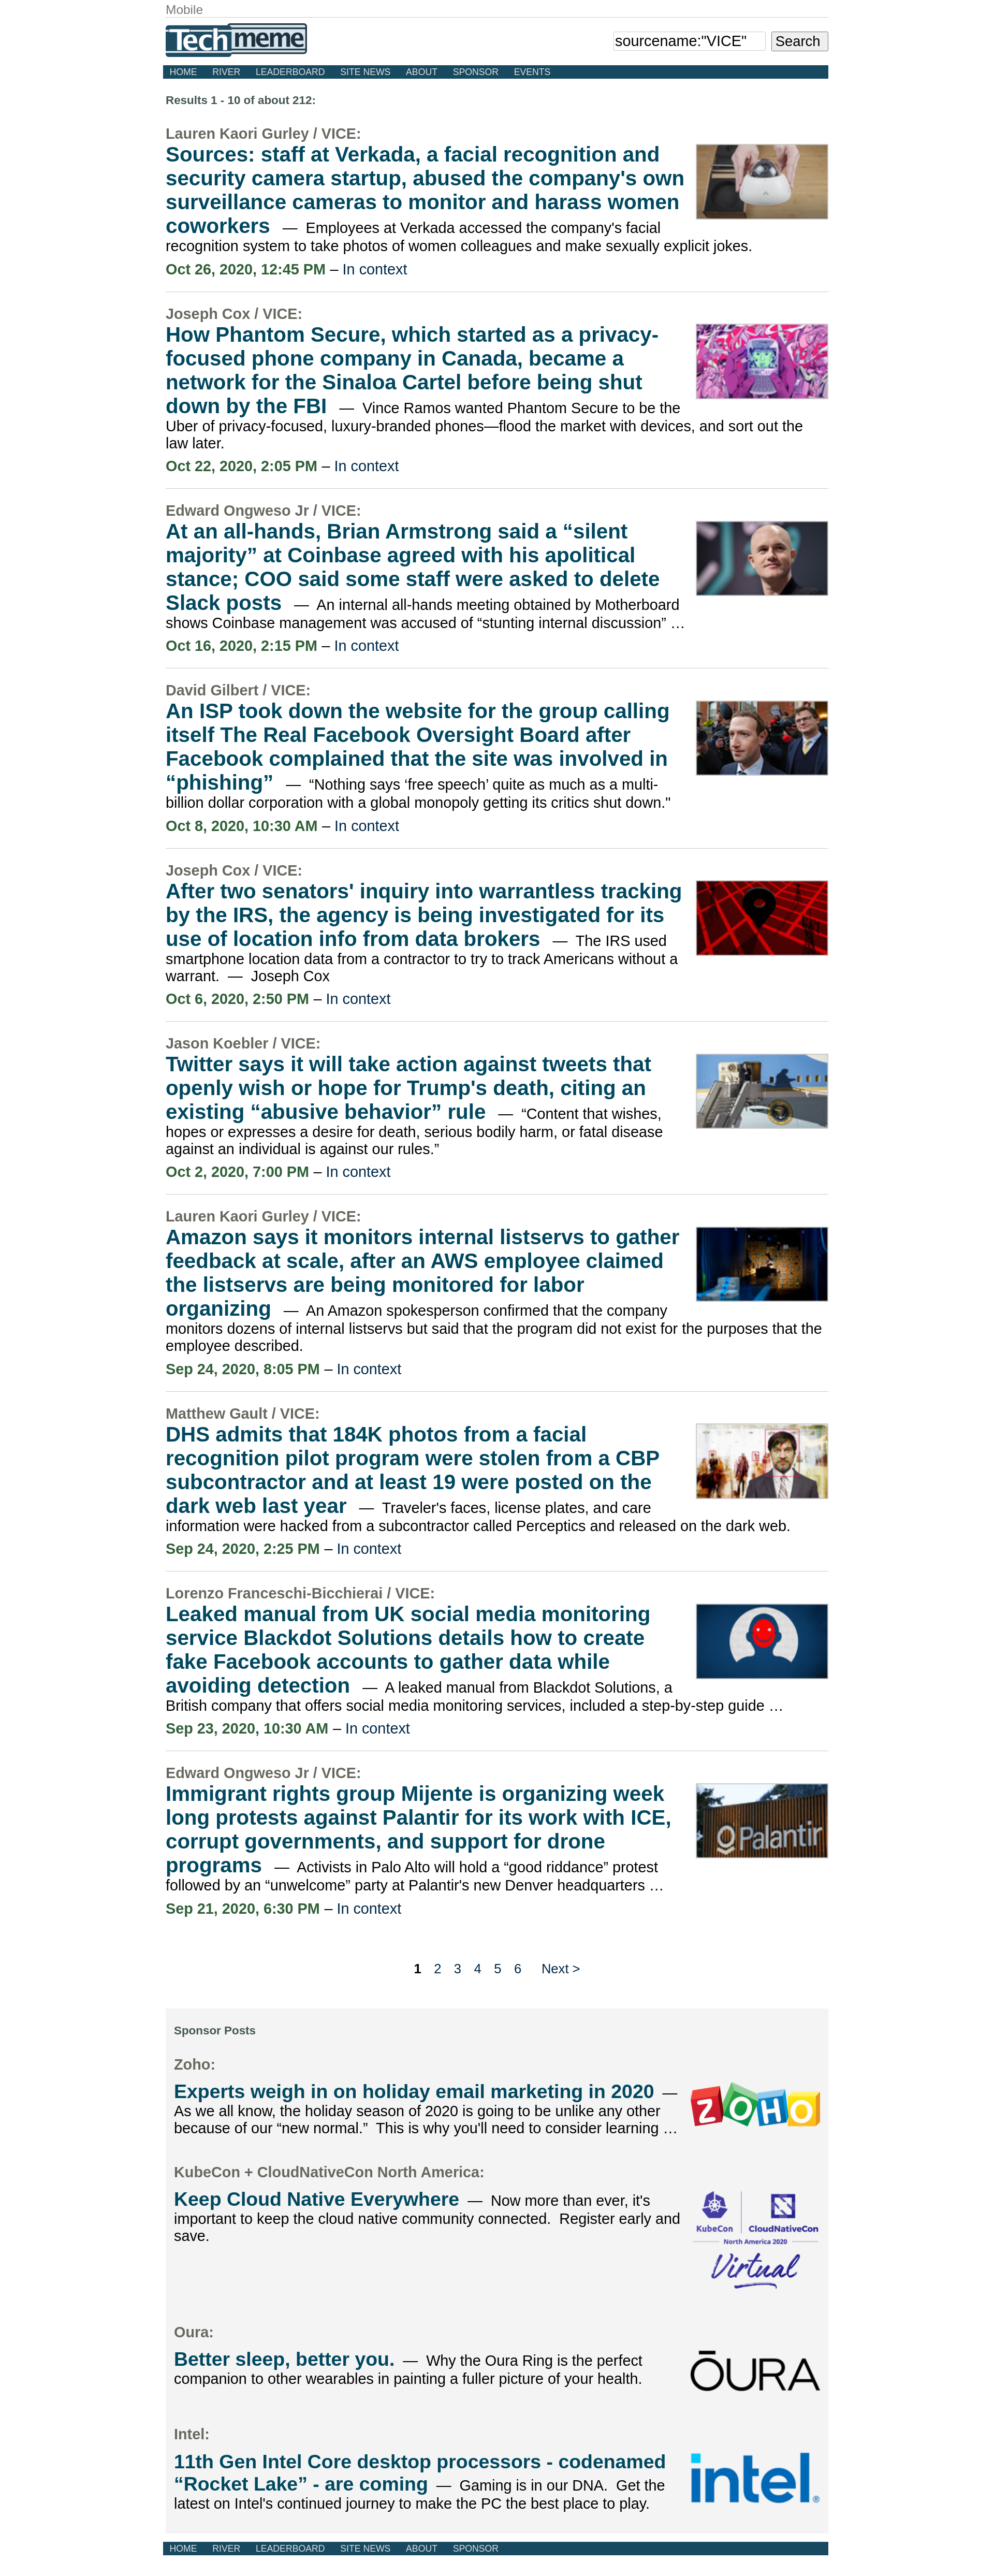 Mobile
Techmeme
sourcename:"VICE"
Search
HOME RIVER LEADERBOARD SITE NEWS ABOUT SPONSOR EVENTS
Results 1 - 10 of about 212:
Lauren Kaori Gurley / VICE:
Sources: staff at Verkada, a facial recognition and
security camera startup, abused the company's own
surveillance cameras to monitor and harass women
coworkers — Employees at Verkada accessed the company's facial
recognition system to take photos of women colleagues and make sexually explicit jokes.
Oct 26, 2020, 12:45 PM – In context
Joseph Cox / VICE:
How Phantom Secure, which started as a privacy-
focused phone company in Canada, became a
network for the Sinaloa Cartel before being shut
down by the FBI — Vince Ramos wanted Phantom Secure to be the
Uber of privacy-focused, luxury-branded phones—flood the market with devices, and sort out the
law later.
Oct 22, 2020, 2:05 PM – In context
Edward Ongweso Jr / VICE:
At an all-hands, Brian Armstrong said a “silent
majority” at Coinbase agreed with his apolitical
stance; COO said some staff were asked to delete
Slack posts — An internal all-hands meeting obtained by Motherboard
shows Coinbase management was accused of “stunting internal discussion” …
Oct 16, 2020, 2:15 PM – In context
David Gilbert / VICE:
An ISP took down the website for the group calling
itself The Real Facebook Oversight Board after
Facebook complained that the site was involved in
“phishing” — “Nothing says ‘free speech’ quite as much as a multi-
billion dollar corporation with a global monopoly getting its critics shut down."
Oct 8, 2020, 10:30 AM – In context
Joseph Cox / VICE:
After two senators' inquiry into warrantless tracking
by the IRS, the agency is being investigated for its
use of location info from data brokers — The IRS used
smartphone location data from a contractor to try to track Americans without a
warrant. — Joseph Cox
Oct 6, 2020, 2:50 PM – In context
Jason Koebler / VICE:
Twitter says it will take action against tweets that
openly wish or hope for Trump's death, citing an
existing “abusive behavior” rule — “Content that wishes,
hopes or expresses a desire for death, serious bodily harm, or fatal disease
against an individual is against our rules.”
Oct 2, 2020, 7:00 PM – In context
Lauren Kaori Gurley / VICE:
Amazon says it monitors internal listservs to gather
feedback at scale, after an AWS employee claimed
the listservs are being monitored for labor
organizing — An Amazon spokesperson confirmed that the company
monitors dozens of internal listservs but said that the program did not exist for the purposes that the
employee described.
Sep 24, 2020, 8:05 PM – In context
Matthew Gault / VICE:
DHS admits that 184K photos from a facial
recognition pilot program were stolen from a CBP
subcontractor and at least 19 were posted on the
dark web last year — Traveler's faces, license plates, and care
information were hacked from a subcontractor called Perceptics and released on the dark web.
Sep 24, 2020, 2:25 PM – In context
Lorenzo Franceschi-Bicchierai / VICE:
Leaked manual from UK social media monitoring
service Blackdot Solutions details how to create
fake Facebook accounts to gather data while
avoiding detection — A leaked manual from Blackdot Solutions, a
British company that offers social media monitoring services, included a step-by-step guide …
Sep 23, 2020, 10:30 AM – In context
Edward Ongweso Jr / VICE:
Immigrant rights group Mijente is organizing week
long protests against Palantir for its work with ICE,
corrupt governments, and support for drone
programs — Activists in Palo Alto will hold a “good riddance” protest
followed by an “unwelcome” party at Palantir's new Denver headquarters …
Palantir
Sep 21, 2020, 6:30 PM – In context
1 2 3 4 5 6 Next >
Sponsor Posts
Zoho:
Experts weigh in on holiday email marketing in 2020 —
As we all know, the holiday season of 2020 is going to be unlike any other
because of our “new normal.” This is why you'll need to consider learning …
ZOHO
KubeCon + CloudNativeCon North America:
Keep Cloud Native Everywhere — Now more than ever, it's
important to keep the cloud native community connected. Register early and
save.
KubeCon CloudNativeCon
North America 2020
Virtual
Oura:
Better sleep, better you. — Why the Oura Ring is the perfect
companion to other wearables in painting a fuller picture of your health.
ŌURA
Intel:
11th Gen Intel Core desktop processors - codenamed
“Rocket Lake” - are coming — Gaming is in our DNA. Get the
latest on Intel's continued journey to make the PC the best place to play.
intel®
HOME RIVER LEADERBOARD SITE NEWS ABOUT SPONSOR